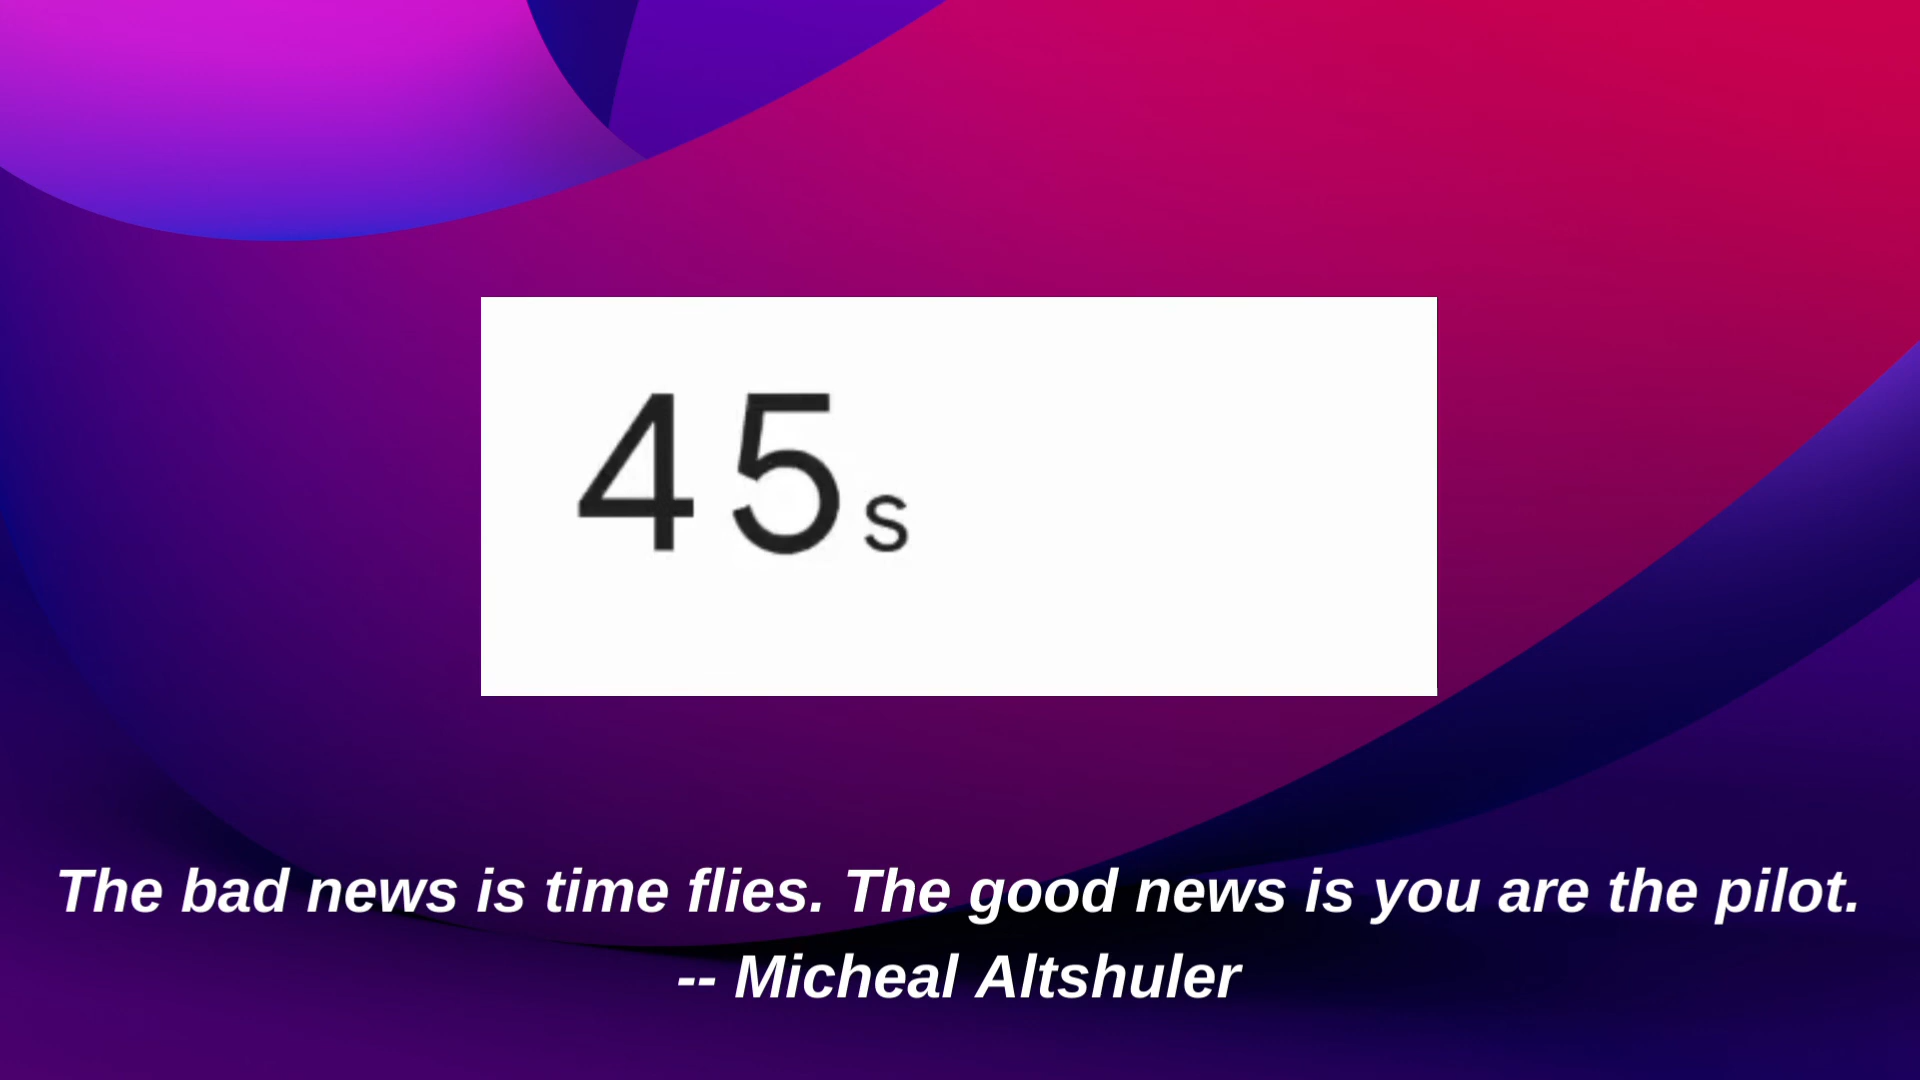 45s
The bad news is time flies. The good news is you are the pilot.
-- Micheal Altshuler